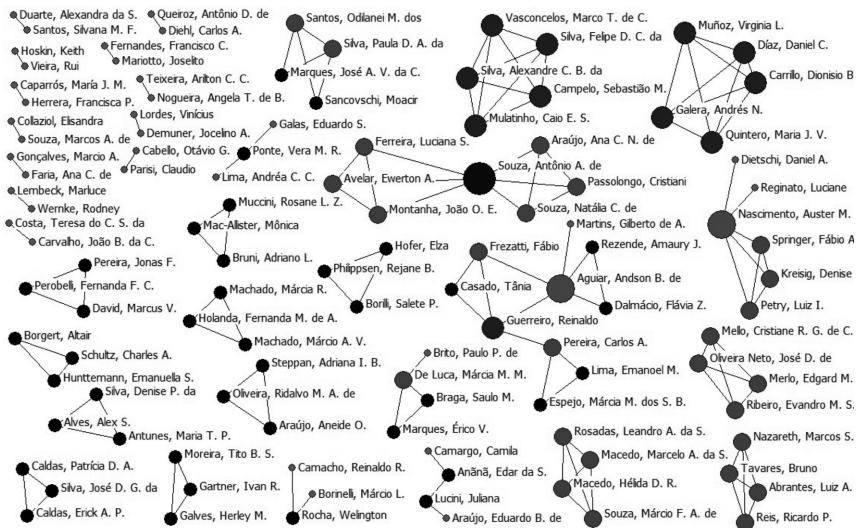 Duarte, Alexandra da S.
Santos, Silvana M. F.
Queiroz, Antônio D. de
Diehl, Carlos A.
Hoskin, Keith
Vieira, Rui
Fernandes, Francisco C.
Mariotto, Joselito
Caparrós, María J. M.
Herrera, Francisca P.
Teixeira, Arilton C. C.
Nogueira, Angela T. de B.
Collaziol, Elisandra
Souza, Marcos A. de
Lordes, Vinícius
Demuner, Jocelino A.
Gonçalves, Marcio A.
Faria, Ana C. de
Cabello, Otávio G.
Parisi, Claudio
Lembeck, Marluce
Wernke, Rodney
Costa, Teresa do C. S. da
Carvalho, João B. da C.
Santos, Odilanei M. dos
Silva, Paula D. A. da
Marques, José A. V. da C.
Sancovschi, Moacir
Vasconcelos, Marco T. de C.
Silva, Felipe D. C. da
Silva, Alexandre C. B. da
Campelo, Sebastião M.
Mulatinho, Caio E. S.
Muñoz, Virginia L.
Díaz, Daniel C.
Carrillo, Dionisio B
Galera, Andrés N.
Quintero, Maria J. V.
Galas, Eduardo S.
Ponte, Vera M. R.
Lima, Andréa C. C.
Ferreira, Luciana S.
Avelar, Ewerton A.
Montanha, João O. E.
Souza, Antônio A. de
Araújo, Ana C. N. de
Passolongo, Cristiani
Souza, Natália C. de
Dietschi, Daniel A.
Reginato, Luciane
Nascimento, Auster M.
Springer, Fábio A
Kreisig, Denise
Petry, Luiz I.
Muccini, Rosane L. Z.
Mac-Allister, Mônica
Bruni, Adriano L.
Hofer, Elza
Philippsen, Rejane B.
Borili, Salete P.
Martins, Gilberto de A.
Frezatti, Fábio
Rezende, Amaury J.
Aguiar, Andson B. de
Casado, Tânia
Dalmácio, Flávia Z.
Guerreiro, Reinaldo
Pereira, Jonas F.
Perobelli, Fernanda F. C.
David, Marcus V.
Machado, Márcia R.
Holanda, Fernanda M. de A.
Machado, Márcio A. V.
Borgert, Altair
Schultz, Charles A.
Hunttemann, Emanuella S.
Steppan, Adriana I. B.
Oliveira, Ridalvo M. A. de
Araújo, Aneide O.
Brito, Paulo P. de
De Luca, Márcia M. M.
Braga, Saulo M.
Marques, Érico V.
Pereira, Carlos A.
Lima, Emanoel M.
Espejo, Márcia M. dos S. B.
Mello, Cristiane R. G. de C.
Oliveira Neto, José D. de
Merlo, Edgard M.
Ribeiro, Evandro M. S.
Silva, Denise P. da
Alves, Alex S.
Antunes, Maria T. P.
Caldas, Patrícia D. A.
Silva, José D. G. da
Caldas, Erick A. P.
Moreira, Tito B. S.
Gartner, Ivan R.
Galves, Herley M.
Camacho, Reinaldo R.
Borinelli, Márcio L.
Rocha, Welington
Camargo, Camila
Anãnã, Edar da S.
Lucini, Juliana
Araújo, Eduardo B. de
Rosadas, Leandro A. da S.
Macedo, Marcelo A. da S.
Macedo, Hélida D. R.
Souza, Márcio F. A. de
Nazareth, Marcos S.
Tavares, Bruno
Abrantes, Luiz A.
Reis, Ricardo P.